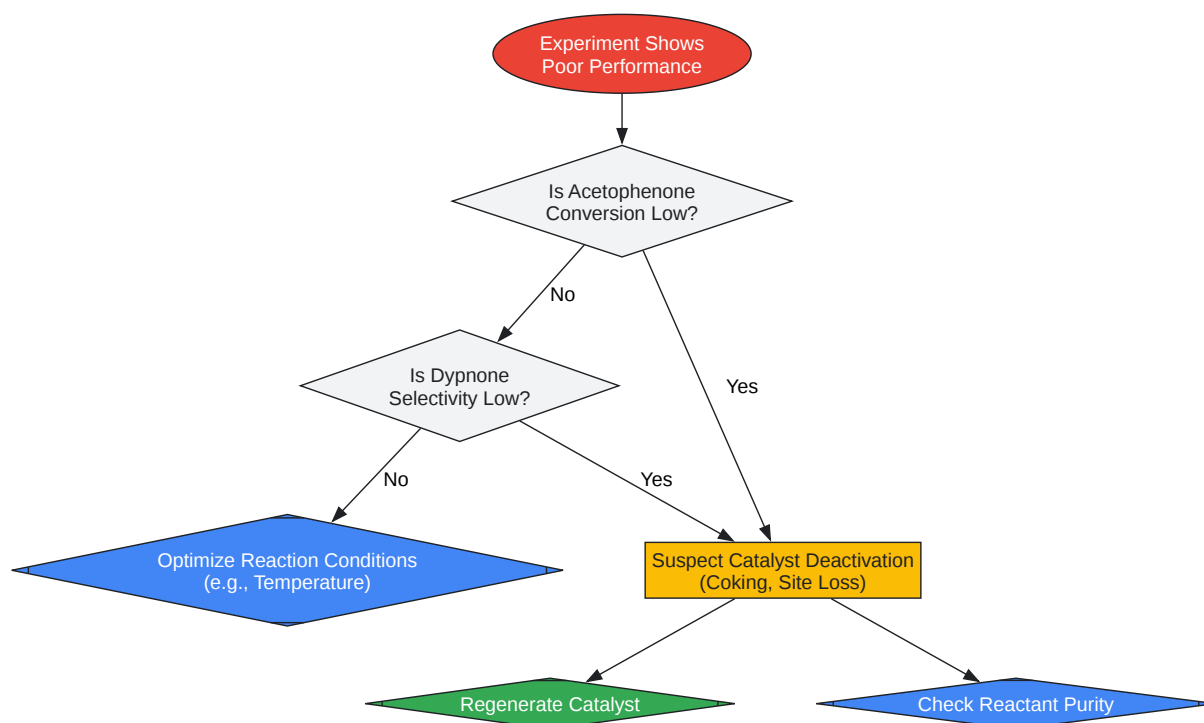 Experiment Shows
Poor Performance
Is Acetophenone
Conversion Low?
No
Yes
Is Dypnone
Selectivity Low?
No
Yes
Optimize Reaction Conditions
(e.g., Temperature)
Suspect Catalyst Deactivation
(Coking, Site Loss)
Regenerate Catalyst
Check Reactant Purity